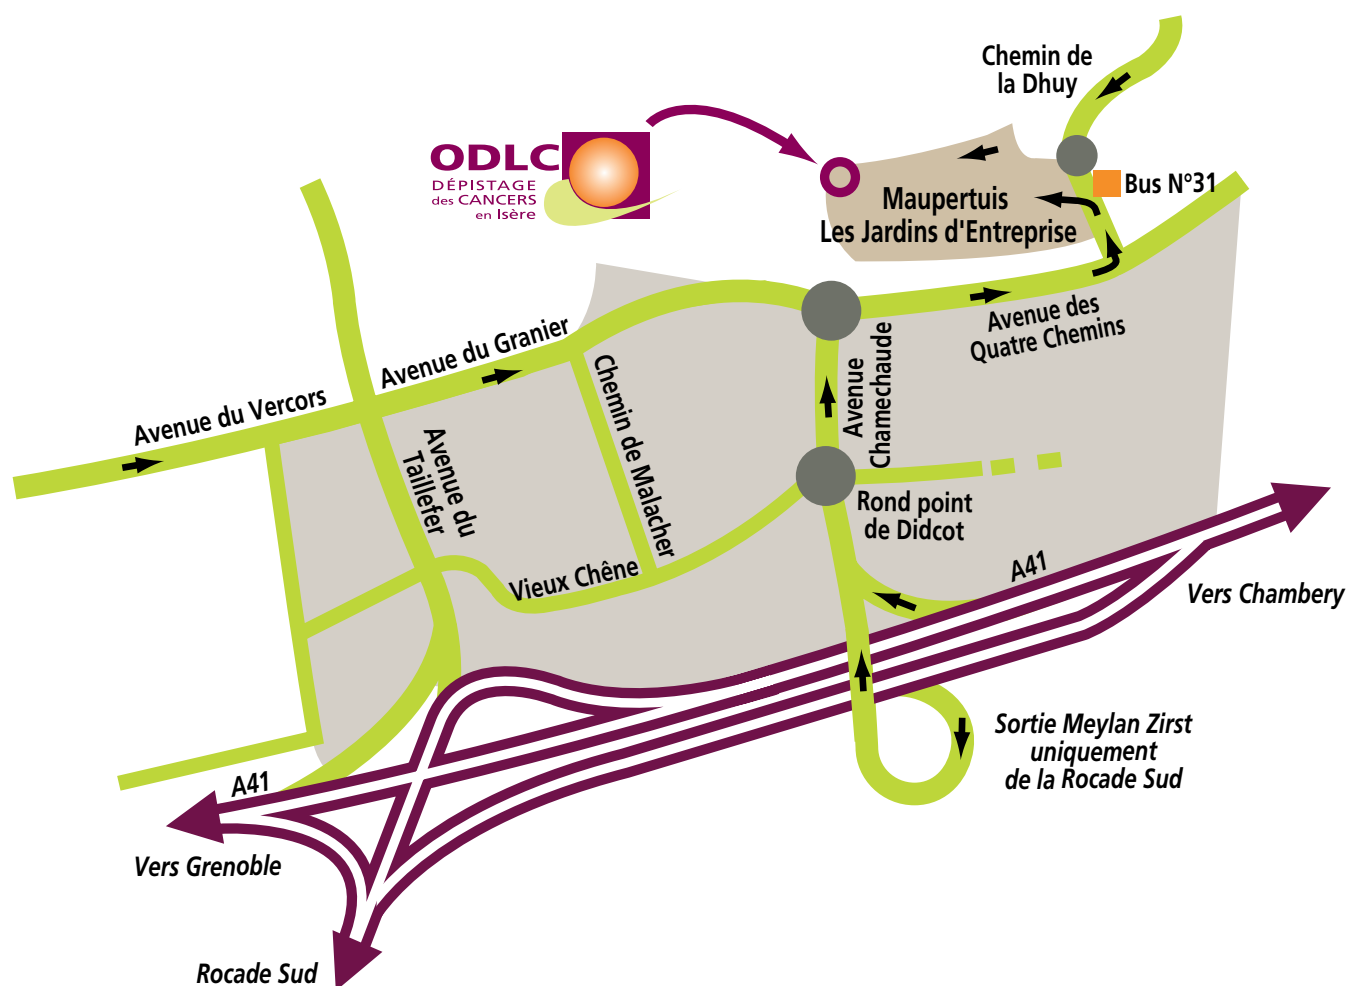 Chemin de
la Dhuy
ODLC
DÉPISTAGE
des CANCERS
en Isère
Bus N°31
Maupertuis
Les Jardins d'Entreprise
Avenue des
Quatre Chemins
Avenue du Granier
Avenue du Vercors
Chemin de Malacher
Avenue
Chamechaude
Avenue du
Taillefer
Rond point
de Didcot
Vieux Chêne
A41
Vers Chambery
Sortie Meylan Zirst
uniquement
de la Rocade Sud
A41
Vers Grenoble
Rocade Sud